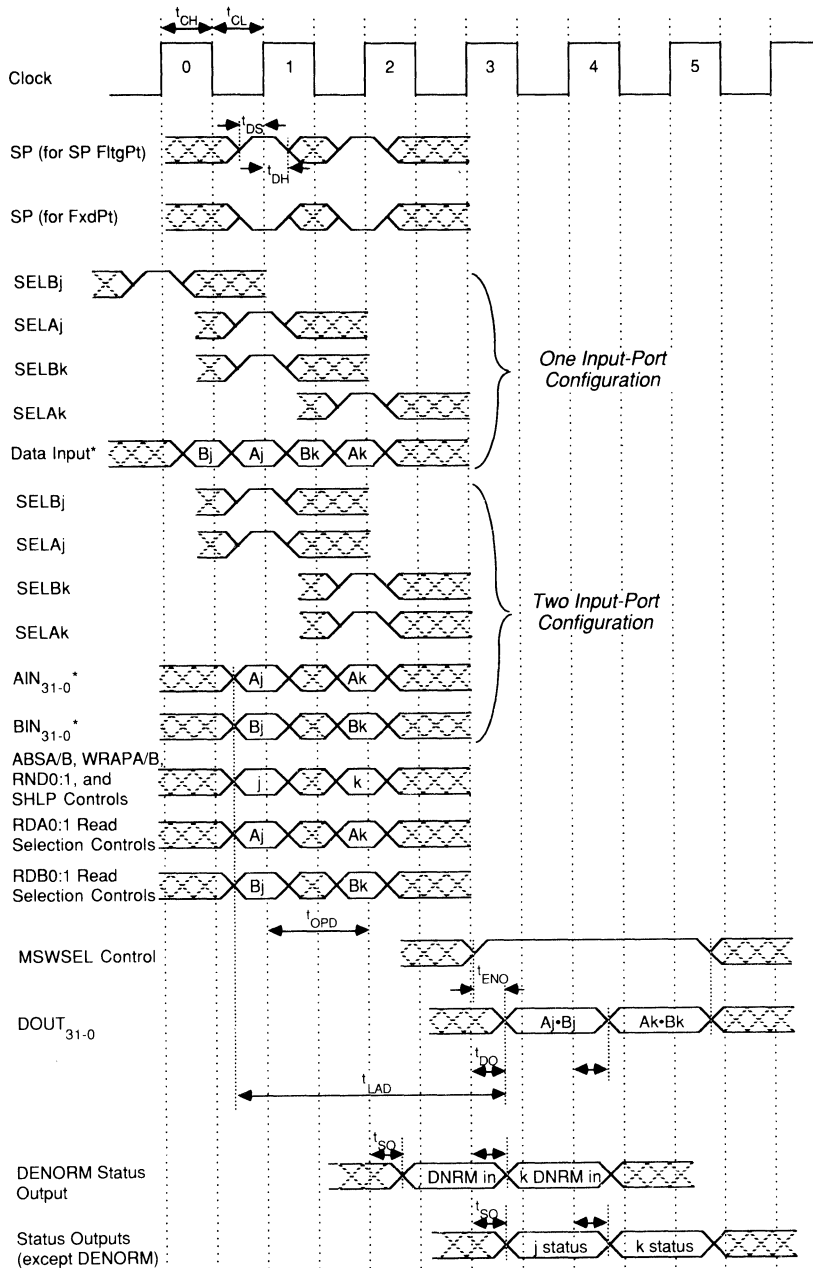 tCH tCL
Clock 0 1 2 3 4 5
tDS
SP (for SP FltgPt)
tDH
SP (for FxdPt)
SELBj
SELAj
SELBk
SELAk
One Input-Port
Configuration
Data Input* Bj Aj Bk Ak
SELBj
SELAj
SELBk
SELAk
Two Input-Port
Configuration
AIN31-0* Aj Ak
BIN31-0* Bj Bk
ABSA/B, WRAPA/B,
RND0:1, and
SHLP Controls
j k
RDA0:1 Read
Selection Controls
Aj Ak
RDB0:1 Read
Selection Controls
Bj Bk
tOPD
MSWSEL Control
tENO
DOUT31-0 Aj•Bj Ak•Bk
tDO
tLAD
tSO
DENORM Status
Output
DNRM in k DNRM in
tSO
Status Outputs
(except DENORM)
j status k status